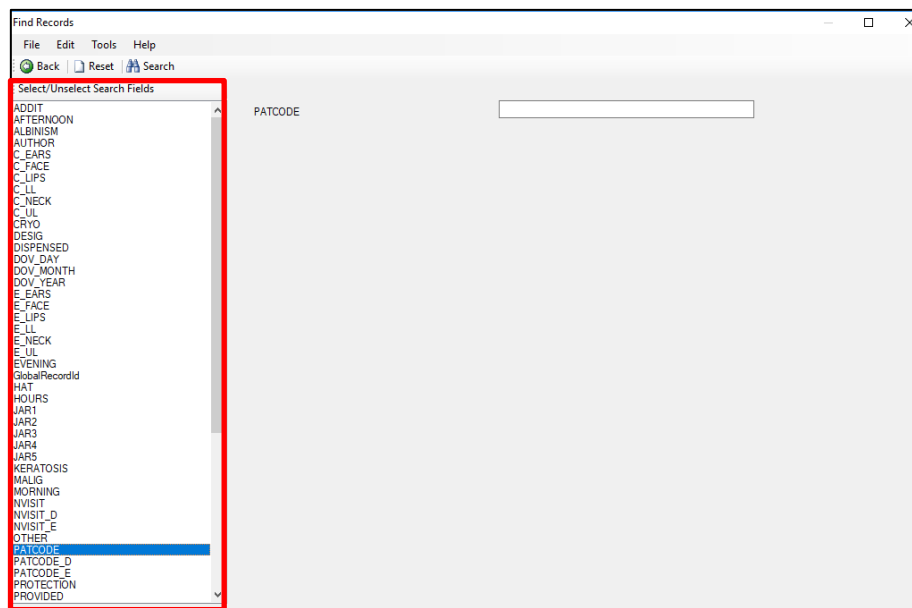 Find Records
File Edit Tools Help
Back Reset Search
Select/Unselect Search Fields
ADDIT
AFTERNOON
ALBINISM
AUTHOR
C_EARS
C_FACE
C_LIPS
C_LL
C_NECK
C_UL
CRYO
DESIG
DISPENSED
DOV_DAY
DOV_MONTH
DOV_YEAR
E_EARS
E_FACE
E_LIPS
E_LL
E_NECK
E_UL
EVENING
GlobalRecordId
HAT
HOURS
JAR1
JAR2
JAR3
JAR4
JAR5
KERATOSIS
MALIG
MORNING
NVISIT
NVISIT_D
NVISIT_E
OTHER
PATCODE
PATCODE_D
PATCODE_E
PROTECTION
PROVIDED
PATCODE